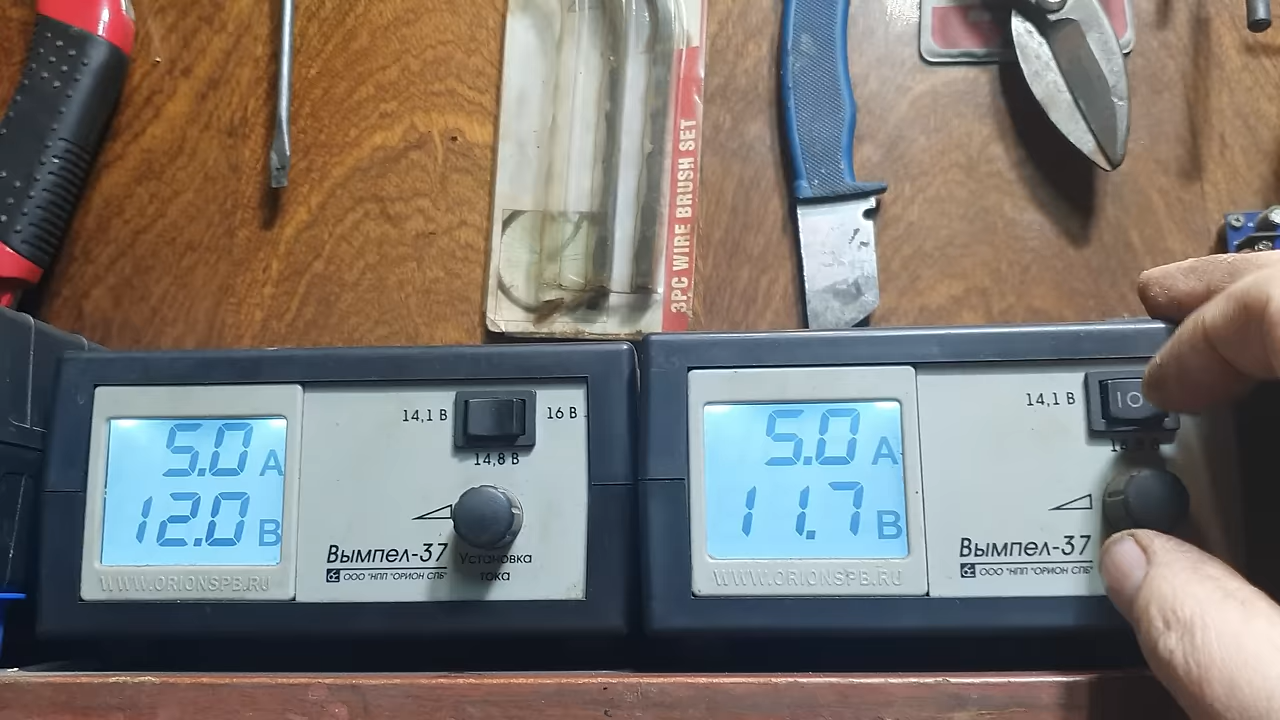 3PC WIRE BRUSH SET
5.0 A
12.0 В
WWW.ORIONSPB.RU
14,1 В
16 В
14,8 В
Вымпел-37
ООО "НПП "ОРИОН СПБ"
Установка
тока
5.0 A
11.7 В
WWW.ORIONSPB.RU
14,1 В
Вымпел-37
ООО "НПП "ОРИОН СПБ"